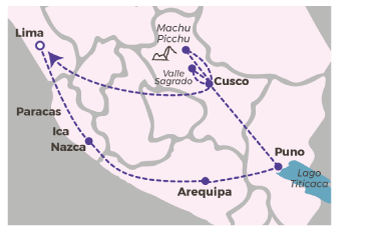 Machu
Picchu
Lima
Valle
Sagrado
Cusco
Paracas
Ica
Nazca
Puno
Lago
Titicaca
Arequipa